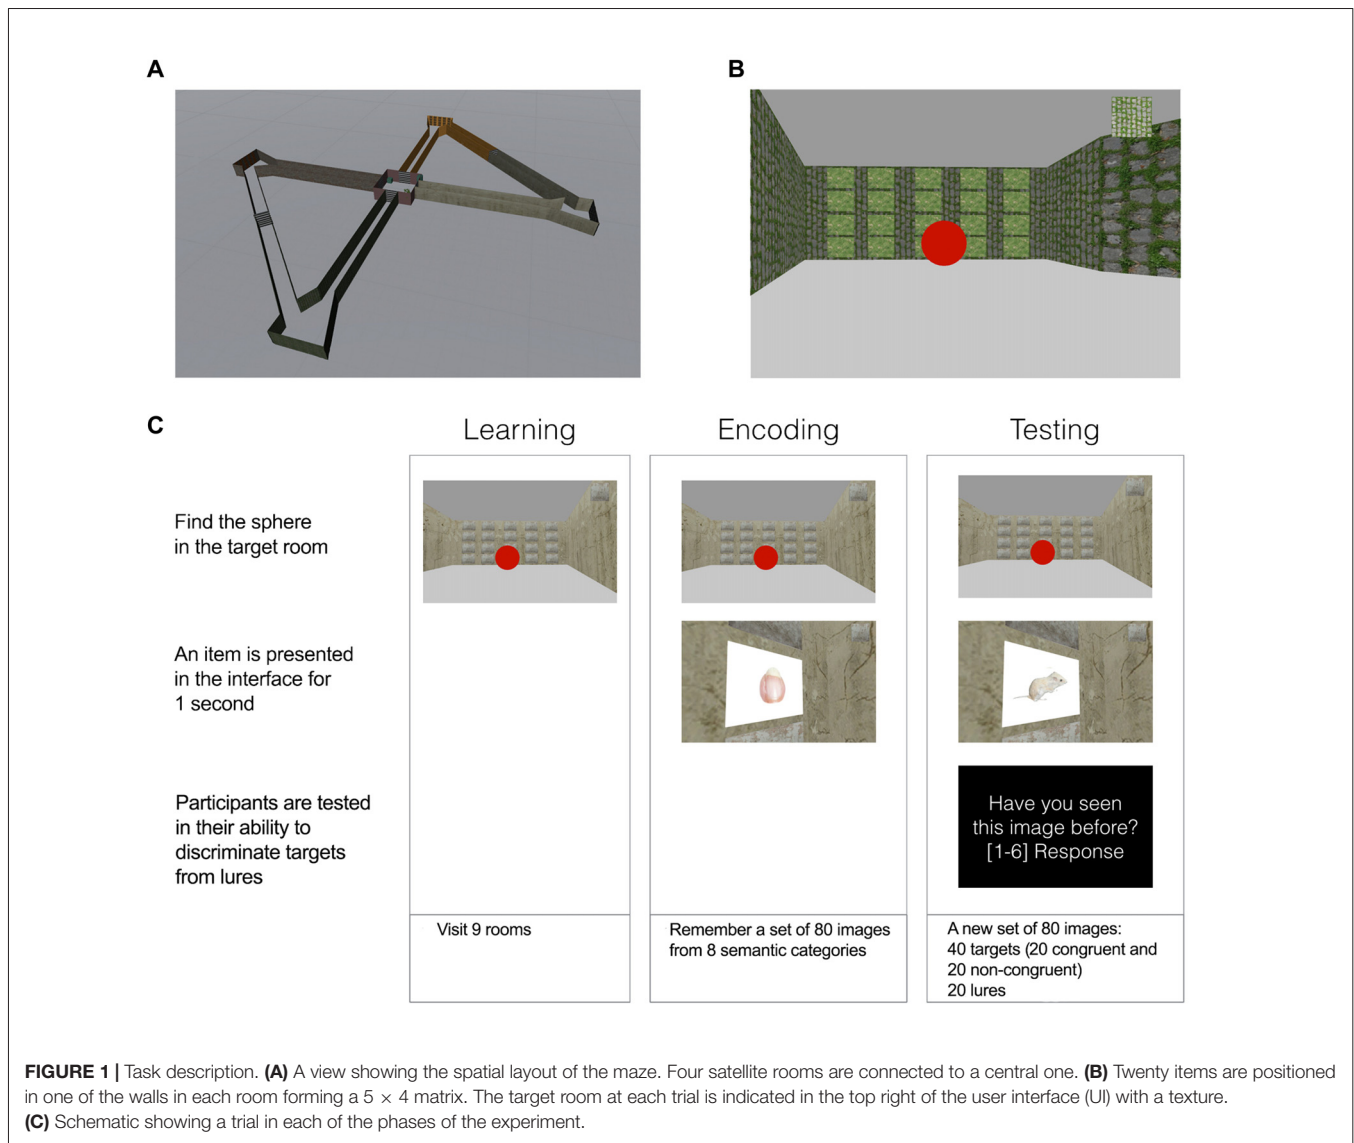 A
B
C
Learning
Encoding
Testing
Find the sphere
in the target room
An item is presented
in the interface for
1 second
Participants are tested
in their ability to
discriminate targets
from lures
Have you seen
this image before?
[1-6] Response
Visit 9 rooms
Remember a set of 80 images
from 8 semantic categories
A new set of 80 images:
40 targets (20 congruent and
20 non-congruent)
20 lures
FIGURE 1 | Task description. (A) A view showing the spatial layout of the maze. Four satellite rooms are connected to a central one. (B) Twenty items are positioned
in one of the walls in each room forming a 5 × 4 matrix. The target room at each trial is indicated in the top right of the user interface (UI) with a texture.
(C) Schematic showing a trial in each of the phases of the experiment.